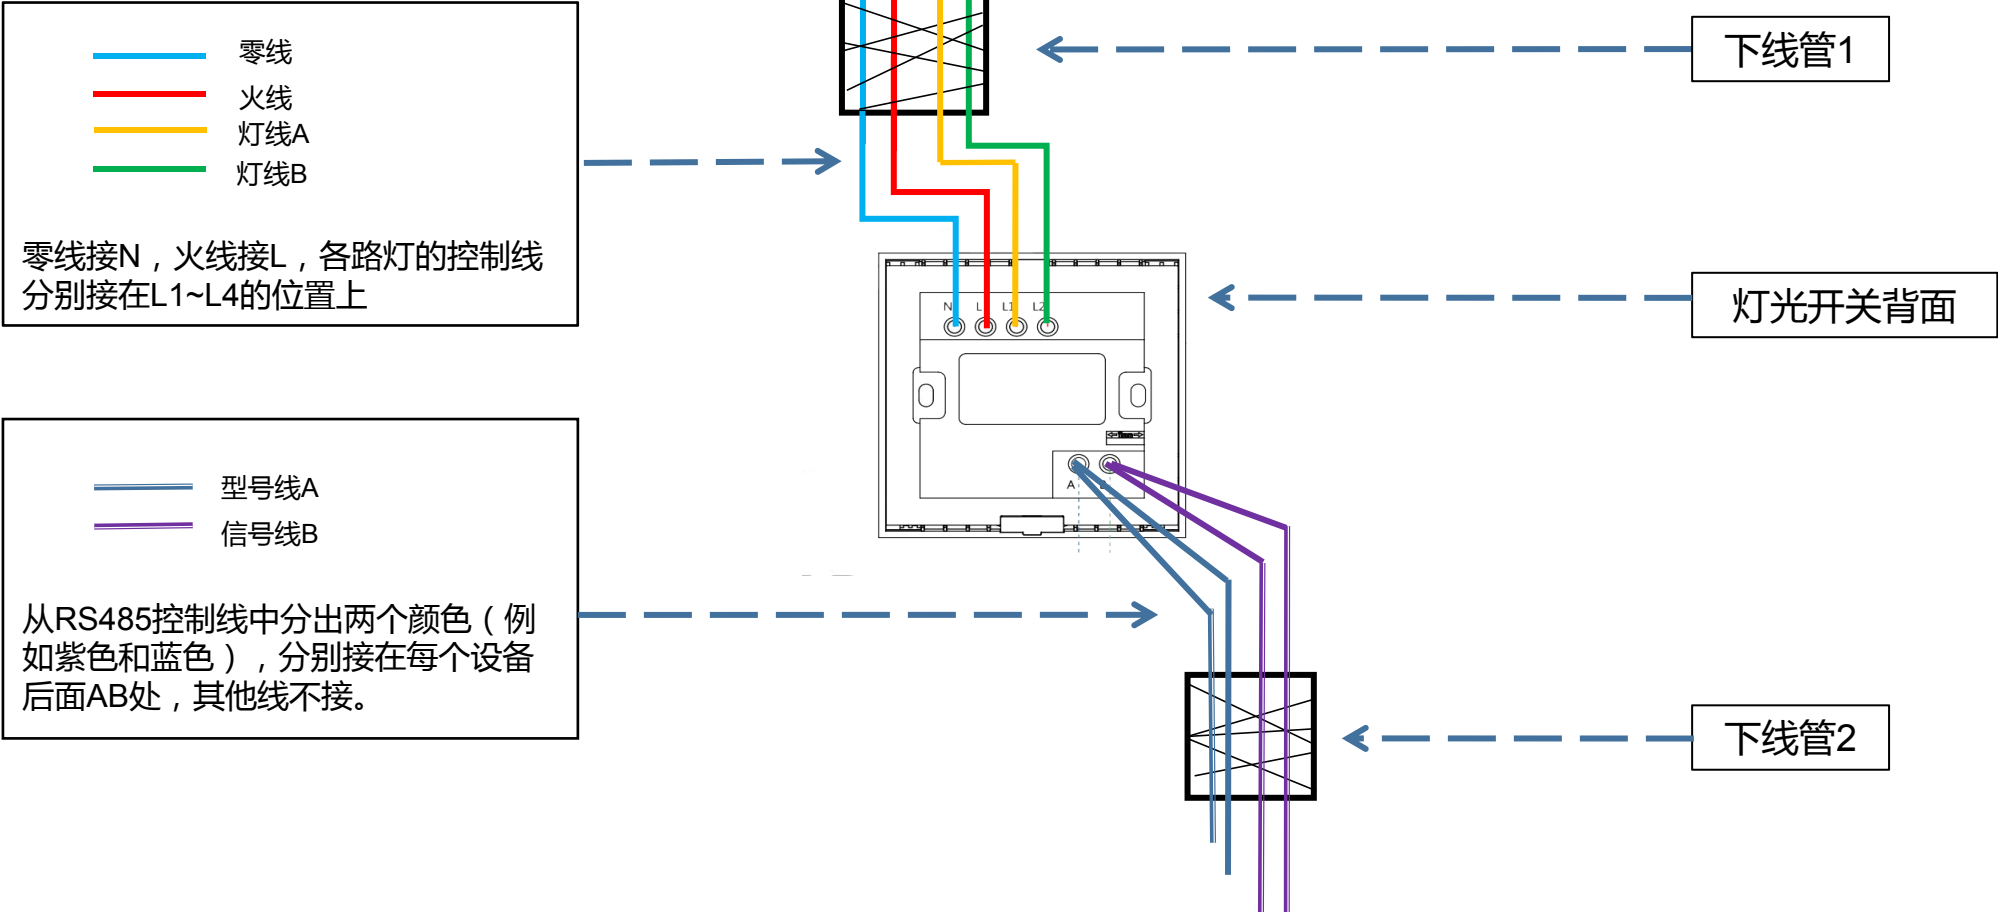 零线
火线
灯线A
灯线B
零线接N，火线接L，各路灯的控制线
分别接在L1~L4的位置上
下线管1
灯光开关背面
N L L1 L2
A
型号线A
信号线B
从RS485控制线中分出两个颜色（例
如紫色和蓝色），分别接在每个设备
后面AB处，其他线不接。
下线管2